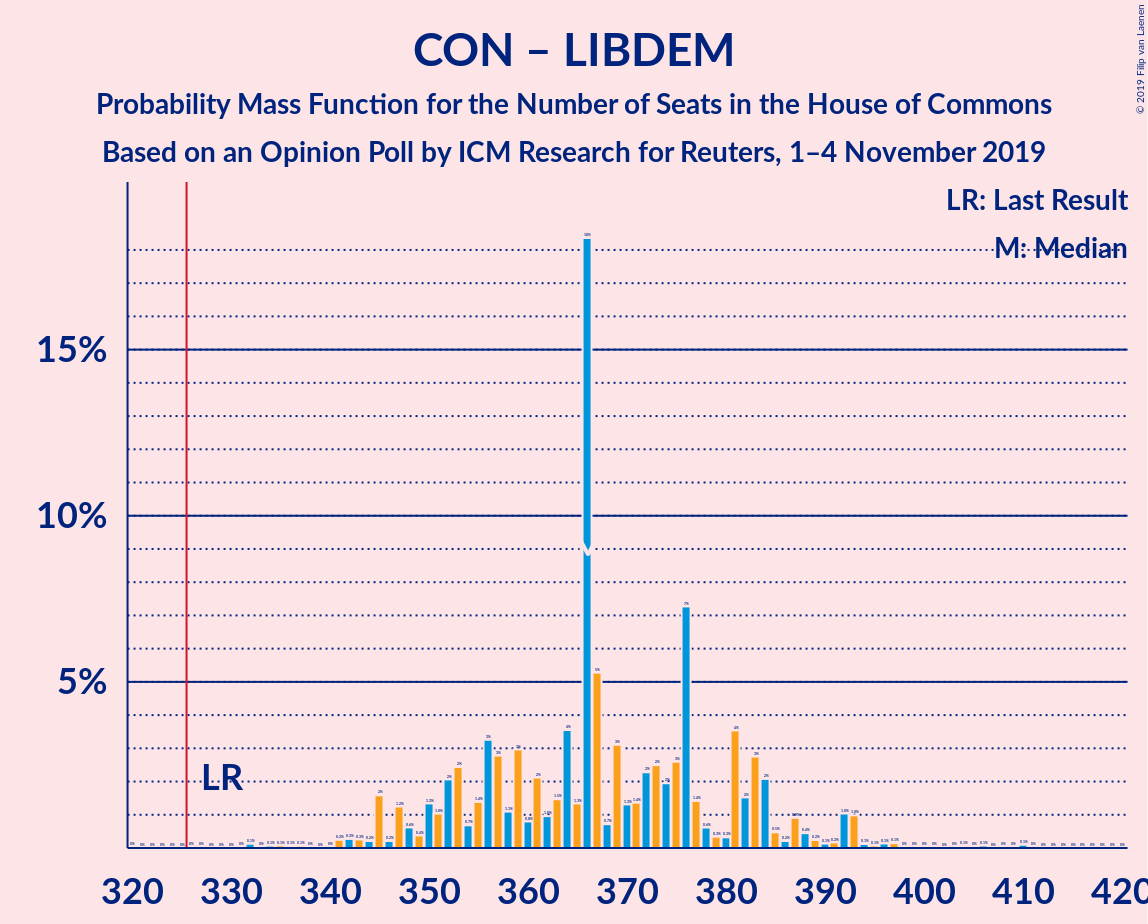 CON – LIBDEM
Probability Mass Function for the Number of Seats in the House of Commons
Based on an Opinion Poll by ICM Research for Reuters, 1–4 November 2019
© 2019 Filip van Laenen
LR: Last Result
M: Median
15%
10%
5%
LR
320 330 340 350 360 370 380 390 400 410 420